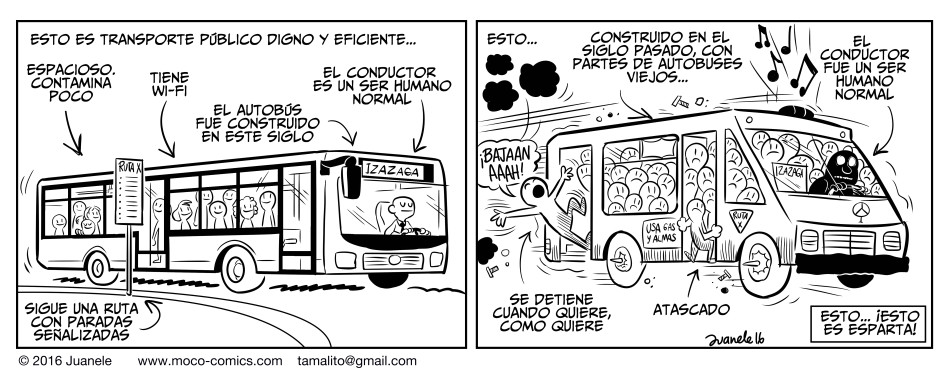 ESTO ES TRANSPORTE PÚBLICO DIGNO Y EFICIENTE...
ESPACIOSO.
CONTAMINA
POCO
TIENE
WI-FI
EL AUTOBÚS
FUE CONSTRUIDO
EN ESTE SIGLO
EL CONDUCTOR
ES UN SER HUMANO
NORMAL
RUTA X
IZAZAGA
SIGUE UNA RUTA
CON PARADAS
SEÑALIZADAS
ESTO...
CONSTRUIDO EN EL
SIGLO PASADO, CON
PARTES DE AUTOBUSES
VIEJOS...
EL
CONDUCTOR
FUE UN SER
HUMANO
NORMAL
¡BAJAAN
AAAH!
IZAZAGA
USA GAS
Y ALMAS
RUTA
X
SE DETIENE
CUANDO QUIERE,
COMO QUIERE
ATASCADO
ESTO... ¡ESTO
ES ESPARTA!
Juanele 16
© 2016 Juanele www.moco-comics.com tamalito@gmail.com